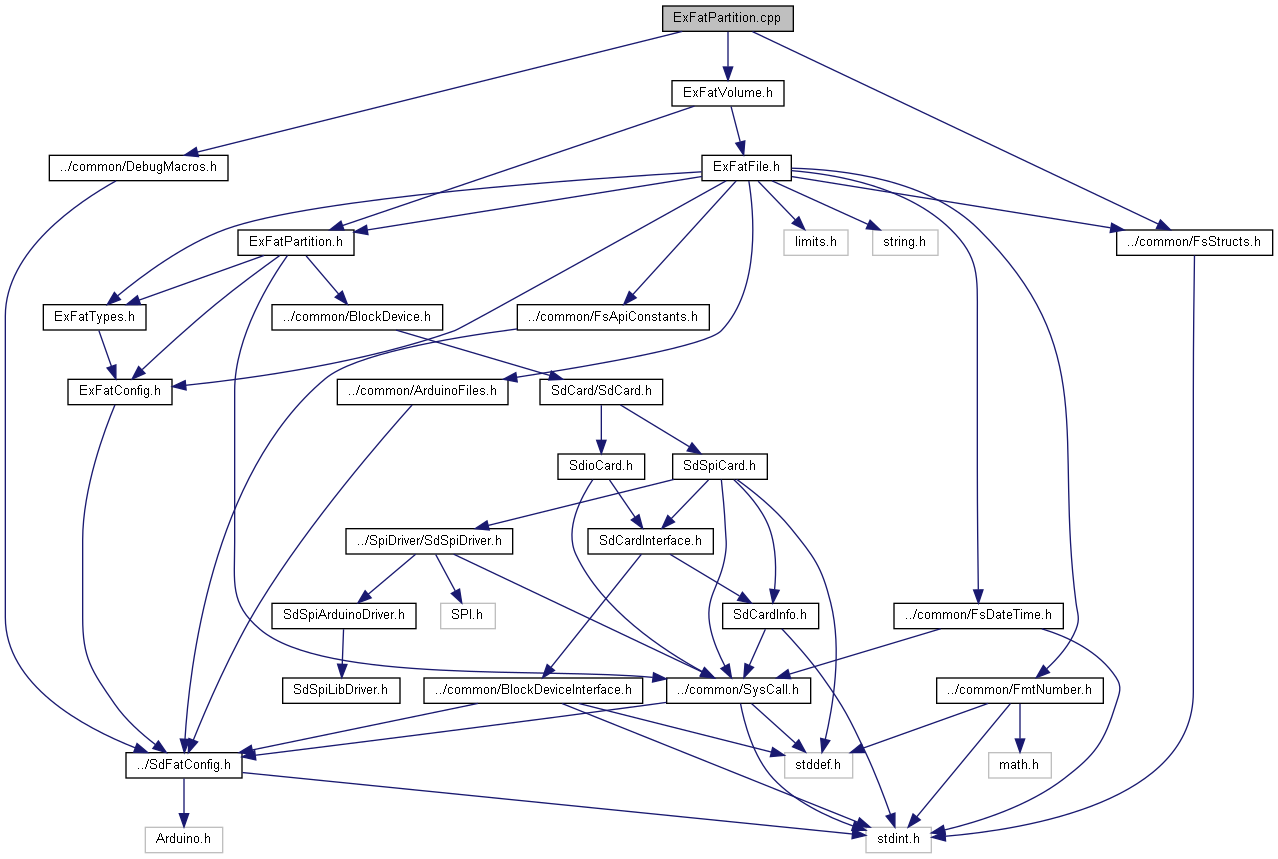 ExFatPartition.cpp
ExFatVolume.h
../common/DebugMacros.h
ExFatFile.h
ExFatPartition.h
limits.h
string.h
../common/FsStructs.h
ExFatTypes.h
../common/BlockDevice.h
../common/FsApiConstants.h
ExFatConfig.h
../common/ArduinoFiles.h
SdCard/SdCard.h
SdioCard.h
SdSpiCard.h
../SpiDriver/SdSpiDriver.h
SdCardInterface.h
SdSpiArduinoDriver.h
SPI.h
SdCardInfo.h
../common/FsDateTime.h
SdSpiLibDriver.h
../common/BlockDeviceInterface.h
../common/SysCall.h
../common/FmtNumber.h
../SdFatConfig.h
stddef.h
math.h
Arduino.h
stdint.h